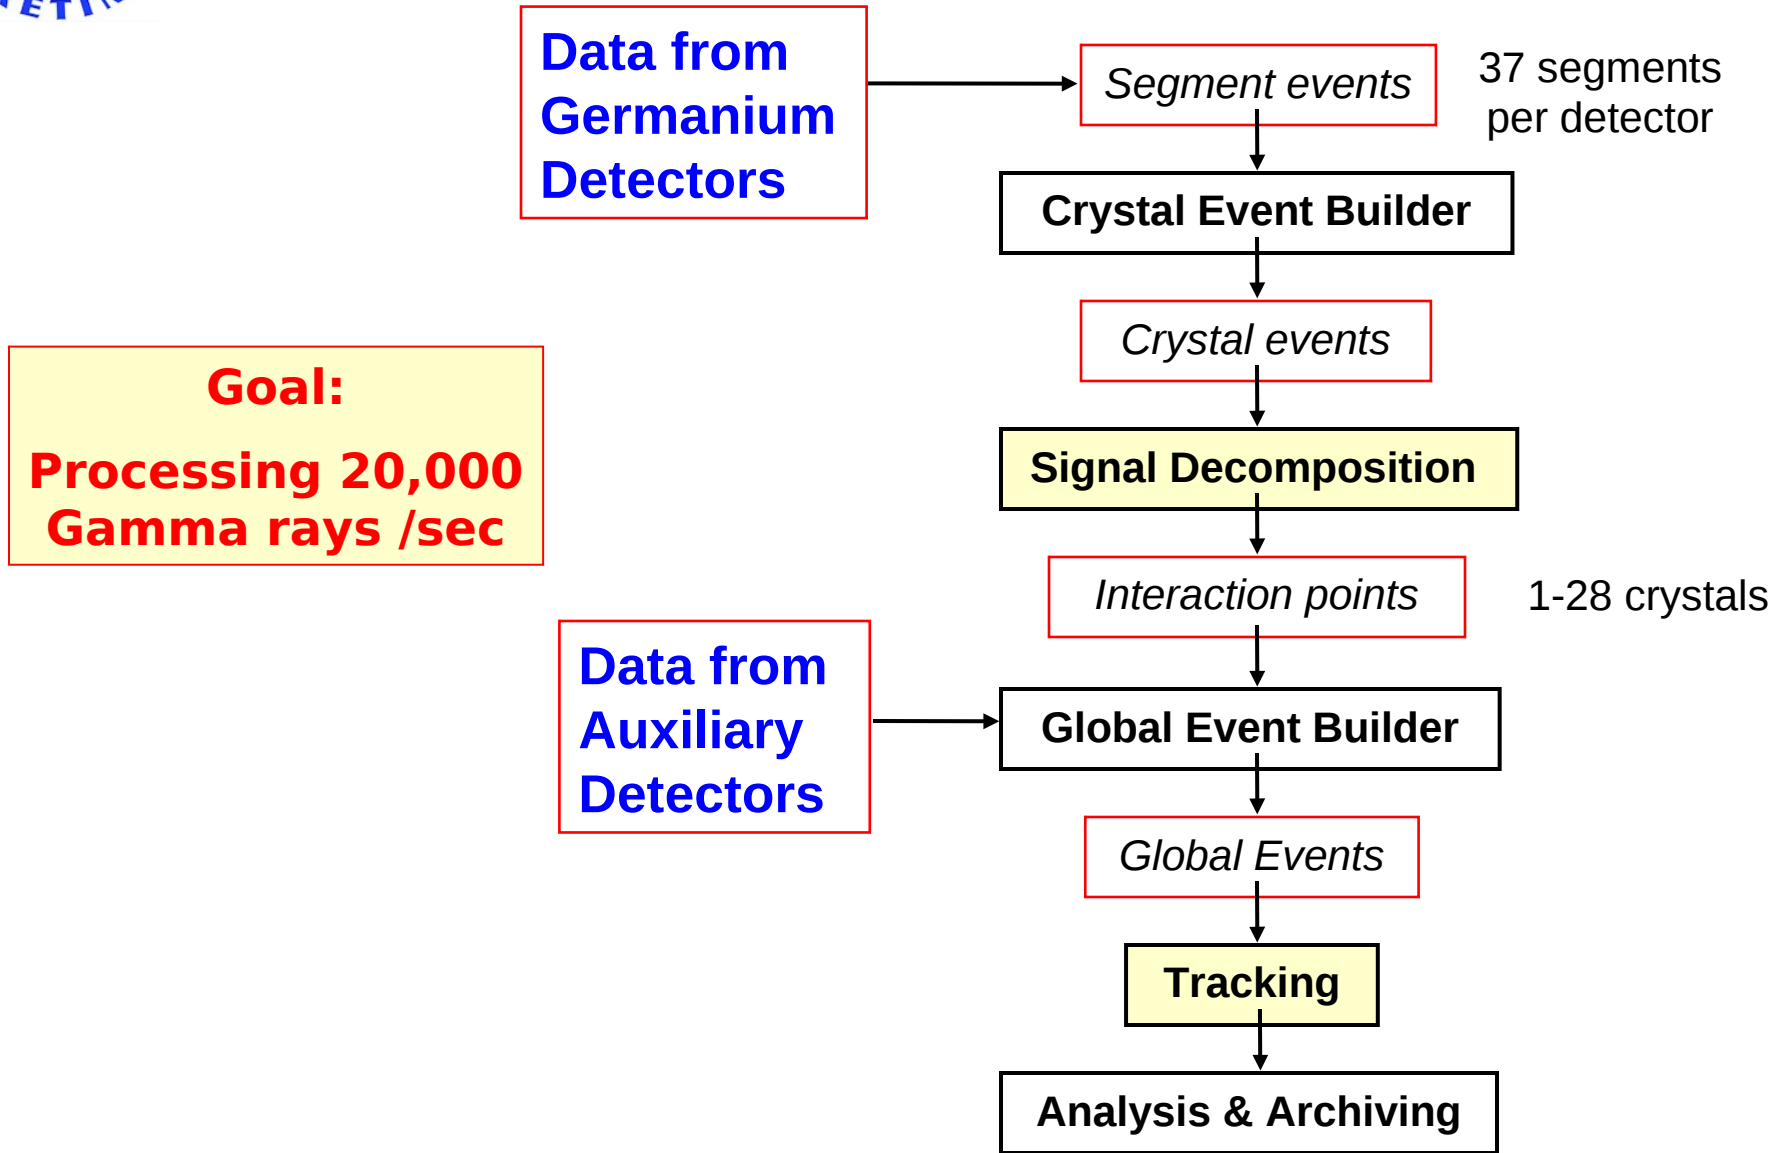 Data from
Germanium
Detectors
Segment events
37 segments
per detector
Crystal Event Builder
Crystal events
Goal:
Processing 20,000
Gamma rays /sec
Signal Decomposition
Interaction points
1-28 crystals
Data from
Auxiliary
Detectors
Global Event Builder
Global Events
Tracking
Analysis & Archiving